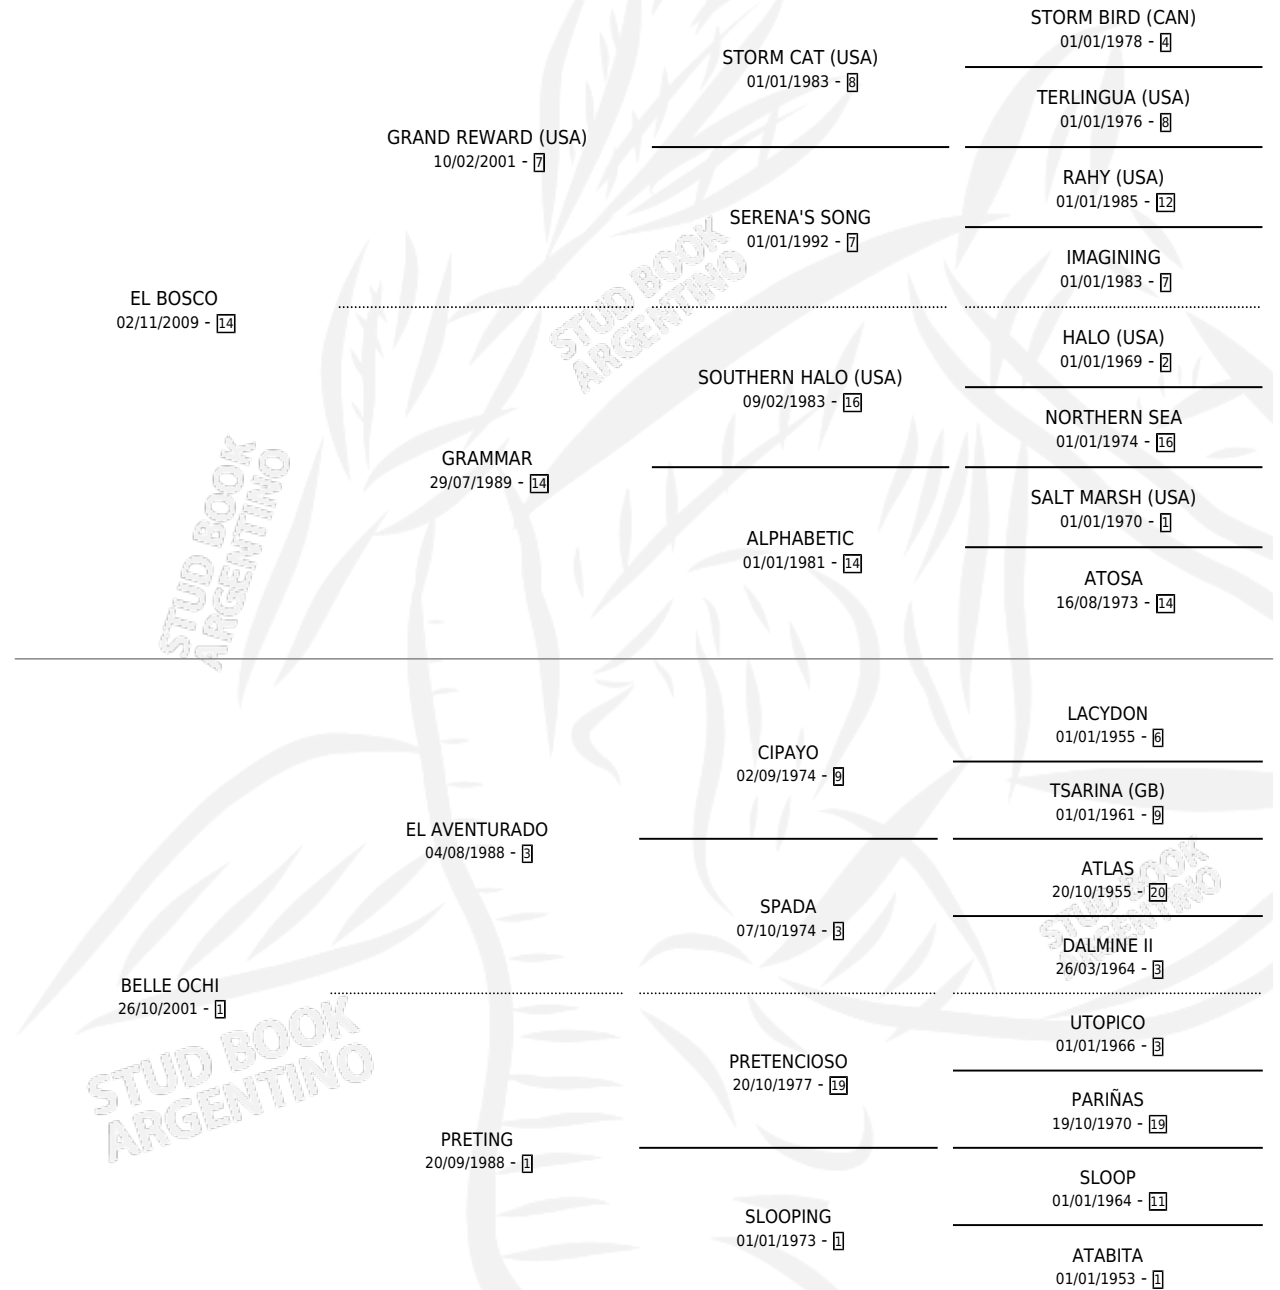 STORM BIRD (CAN)
01/01/1978 - 4
STORM CAT (USA)
01/01/1983 - 8
TERLINGUA (USA)
01/01/1976 - 8
GRAND REWARD (USA)
10/02/2001 - 7
RAHY (USA)
01/01/1985 - 12
SERENA'S SONG
01/01/1992 - 7
IMAGINING
01/01/1983 - 7
EL BOSCO
02/11/2009 - 14
HALO (USA)
01/01/1969 - 2
SOUTHERN HALO (USA)
09/02/1983 - 16
NORTHERN SEA
01/01/1974 - 16
GRAMMAR
29/07/1989 - 14
SALT MARSH (USA)
01/01/1970 - 1
ALPHABETIC
01/01/1981 - 14
ATOSA
16/08/1973 - 14
LACYDON
01/01/1955 - 6
CIPAYO
02/09/1974 - 9
TSARINA (GB)
01/01/1961 - 9
EL AVENTURADO
04/08/1988 - 3
ATLAS
20/10/1955 - 20
SPADA
07/10/1974 - 3
DALMINE II
26/03/1964 - 3
BELLE OCHI
26/10/2001 - 1
UTOPICO
01/01/1966 - 3
PRETENCIOSO
20/10/1977 - 19
PARIÑAS
19/10/1970 - 19
PRETING
20/09/1988 - 1
SLOOP
01/01/1964 - 11
SLOOPING
01/01/1973 - 1
ATABITA
01/01/1953 - 1
STUD BOOK
ARGENTINO
STUD BOOK
ARGENTINO
STUD BOOK
ARGENTINO
STUD BOOK
ARGENTINO